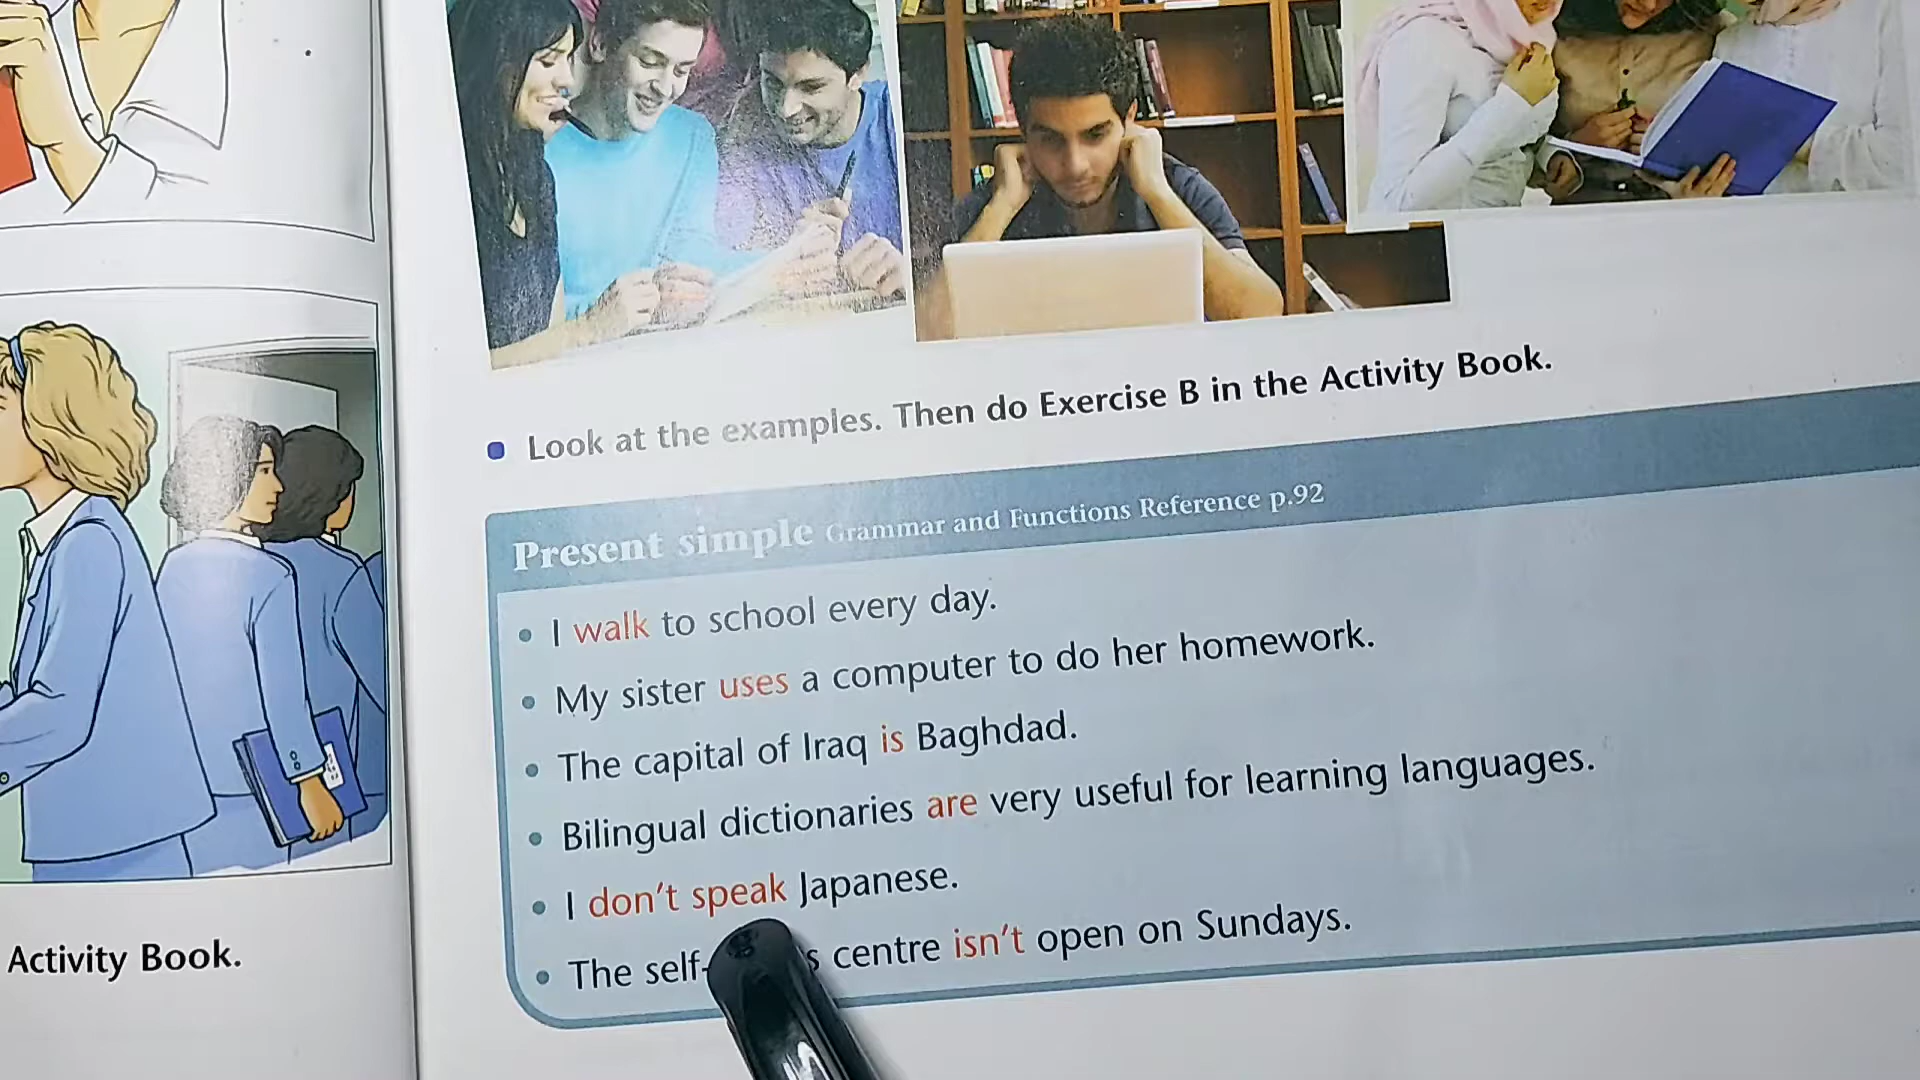 Look at the examples. Then do Exercise B in the Activity Book.
Present simple Grammar and Functions Reference p.92
• I walk to school every day.
• My sister uses a computer to do her homework.
• The capital of Iraq is Baghdad.
• Bilingual dictionaries are very useful for learning languages.
• I don't speak Japanese.
• The self- s centre isn't open on Sundays.
Activity Book.